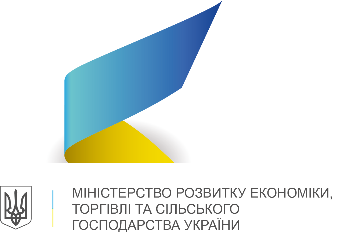 МІНІСТЕРСТВО РОЗВИТКУ ЕКОНОМІКИ,
ТОРГІВЛІ ТА СІЛЬСЬКОГО
ГОСПОДАРСТВА УКРАЇНИ